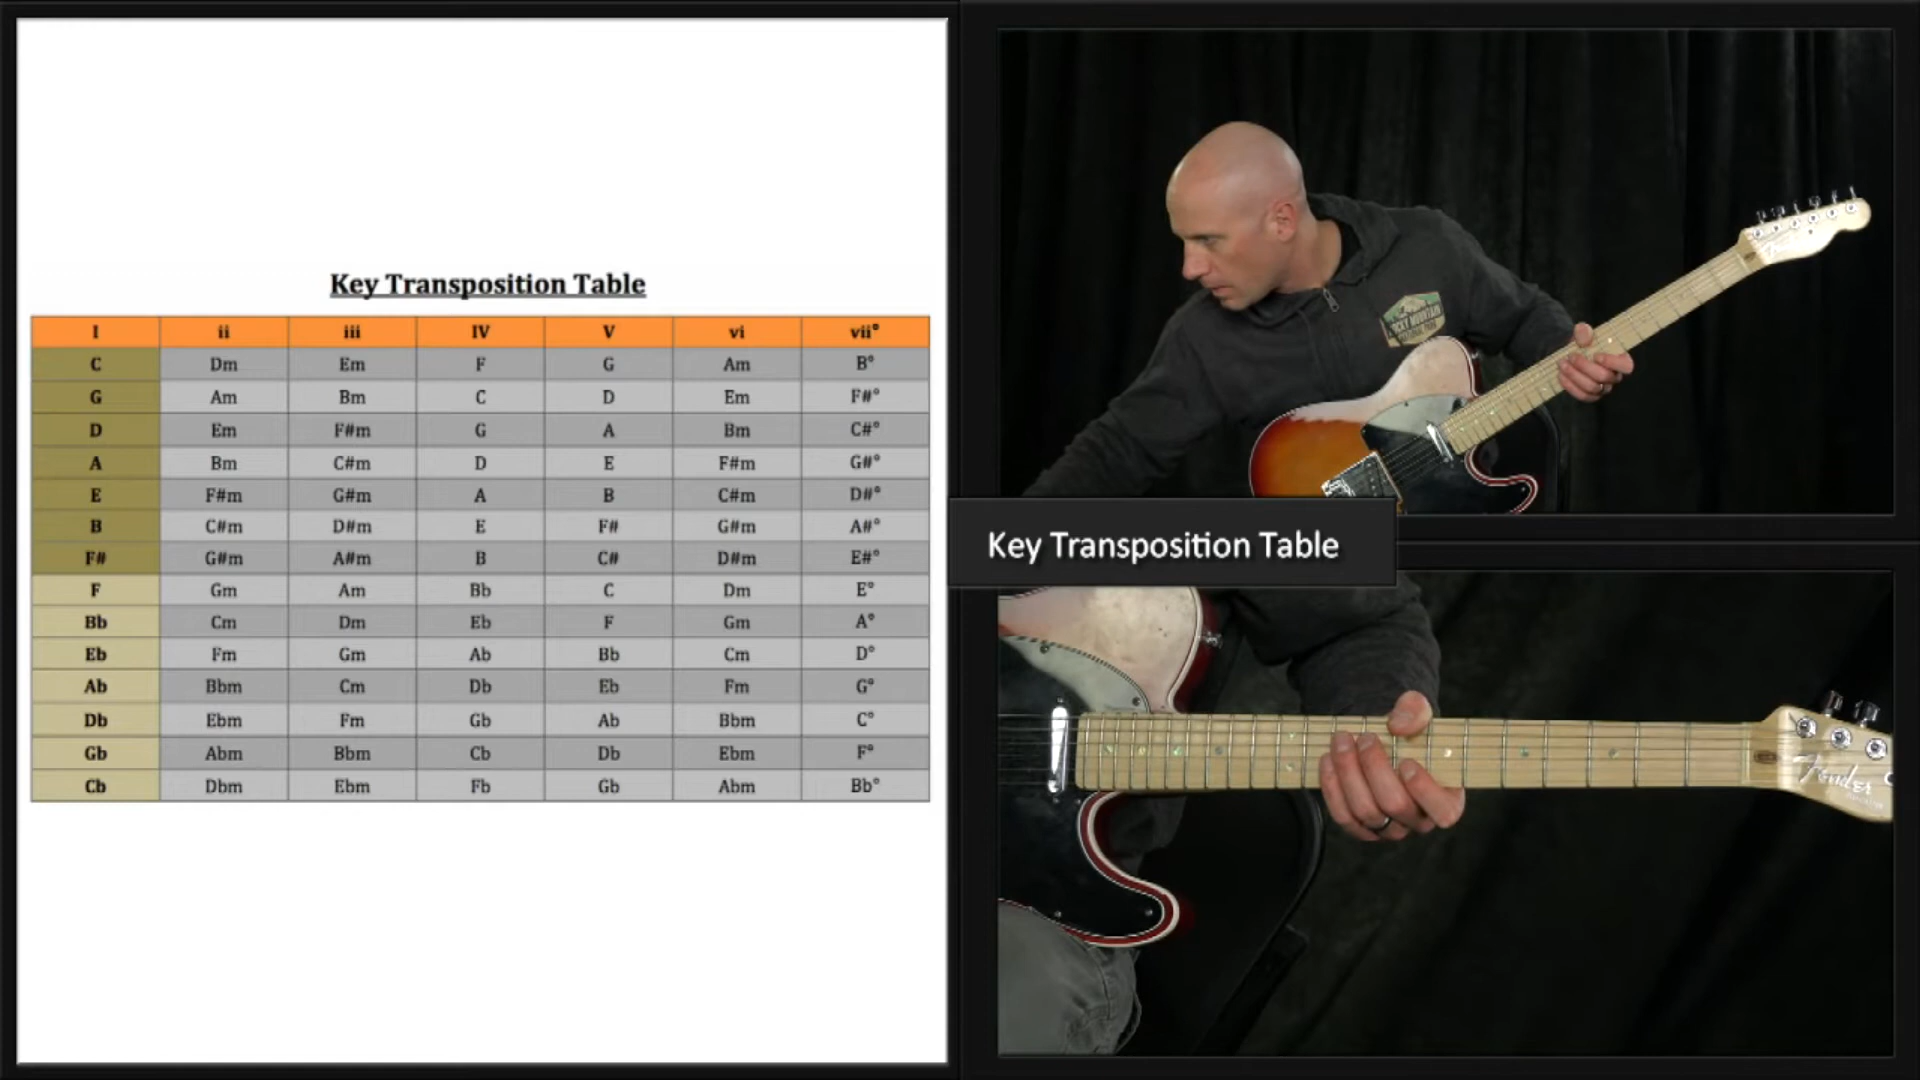 Key Transposition Table
I ii iii IV V vi vii°
C Dm Em F G Am B°
G Am Bm C D Em F#°
D Em F#m G A Bm C#°
A Bm C#m D E F#m G#°
E F#m G#m A B C#m D#°
B C#m D#m E F# G#m A#°
F# G#m A#m B C# D#m E#°
F Gm Am Bb C Dm E°
Bb Cm Dm Eb F Gm A°
Eb Fm Gm Ab Bb Cm D°
Ab Bbm Cm Db Eb Fm G°
Db Ebm Fm Gb Ab Bbm C°
Gb Abm Bbm Cb Db Ebm F°
Cb Dbm Ebm Fb Gb Abm Bb°
ROCKY MOUNTAIN
Key Transposition Table
Fender